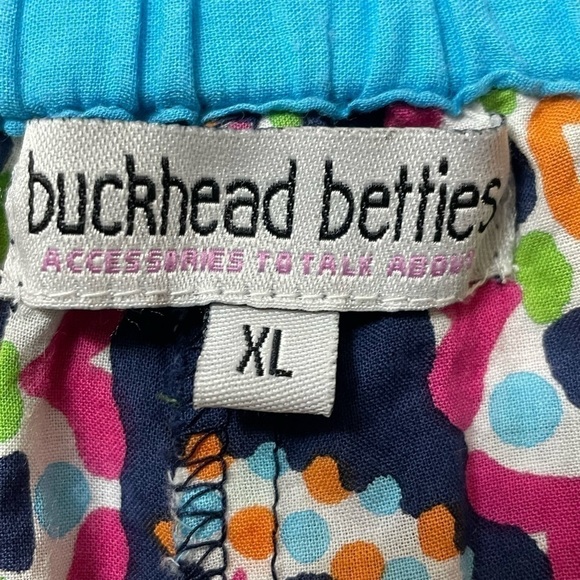 buckhead betties
ACCESSORIES TO TALK ABOUT
XL